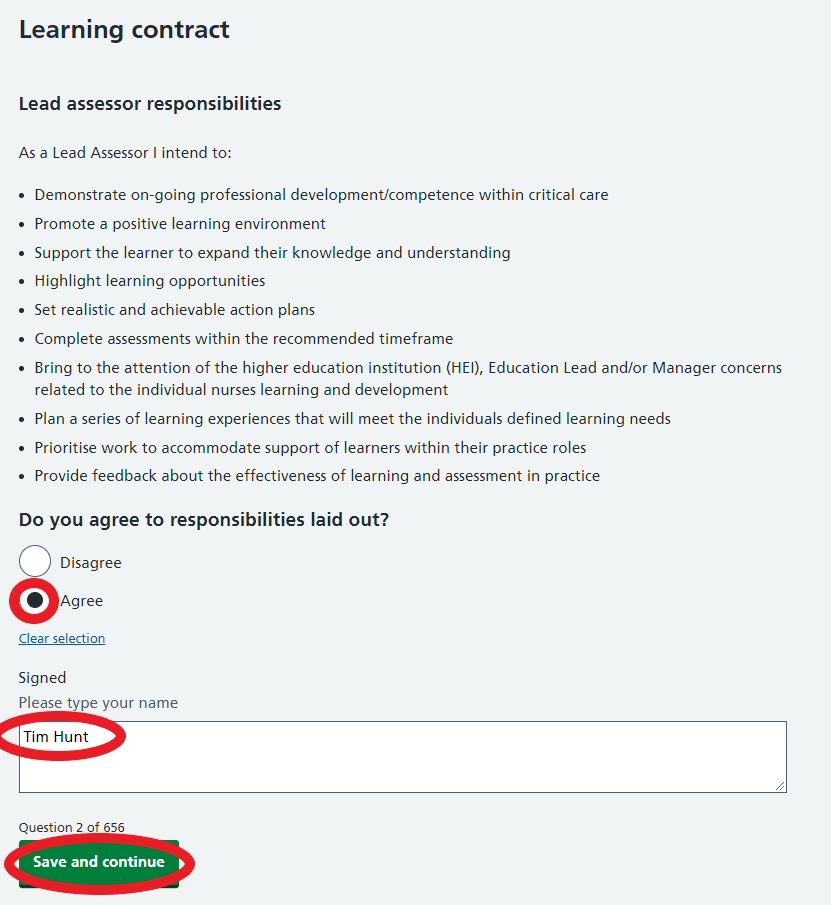 Learning contract
Lead assessor responsibilities
As a Lead Assessor I intend to:
• Demonstrate on-going professional development/competence within critical care
• Promote a positive learning environment
• Support the learner to expand their knowledge and understanding
• Highlight learning opportunities
• Set realistic and achievable action plans
• Complete assessments within the recommended timeframe
• Bring to the attention of the higher education institution (HEI), Education Lead and/or Manager concerns
related to the individual nurses learning and development
• Plan a series of learning experiences that will meet the individuals defined learning needs
• Prioritise work to accommodate support of learners within their practice roles
• Provide feedback about the effectiveness of learning and assessment in practice
Do you agree to responsibilities laid out?
Disagree
Agree
Clear selection
Signed
Please type your name
Tim Hunt
Question 2 of 656
Save and continue